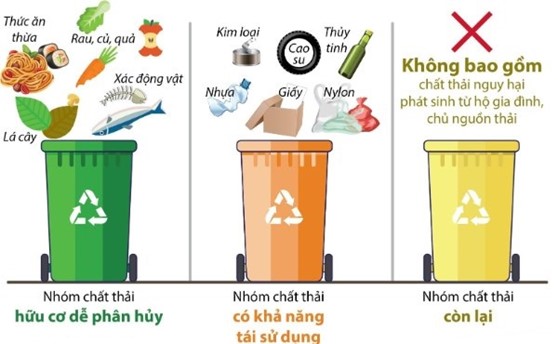 Thức ăn
thừa
Rau, củ, quả
Xác động vật
Lá cây
Nhóm chất thải
hữu cơ dễ phân hủy
Kim loại
Cao
su
Thủy
tinh
Nhựa
Giấy
Nylon
Nhóm chất thải
có khả năng
tái sử dụng
Không bao gồm
chất thải nguy hại
phát sinh từ hộ gia đình,
chủ nguồn thải
Nhóm chất thải
còn lại